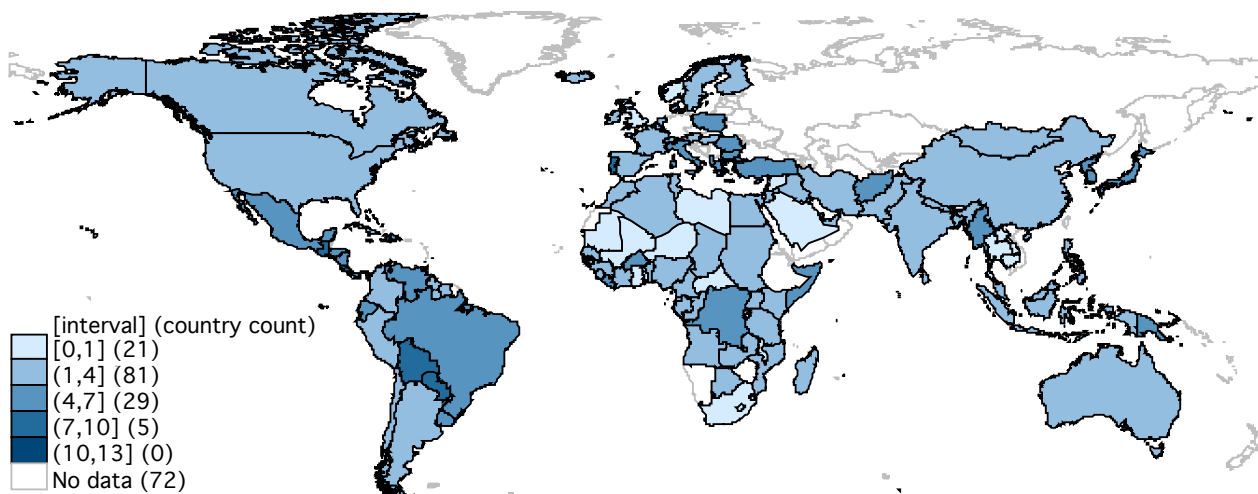 [interval] (country count)
[0,1] (21)
(1,4] (81)
(4,7] (29)
(7,10] (5)
(10,13] (0)
No data (72)